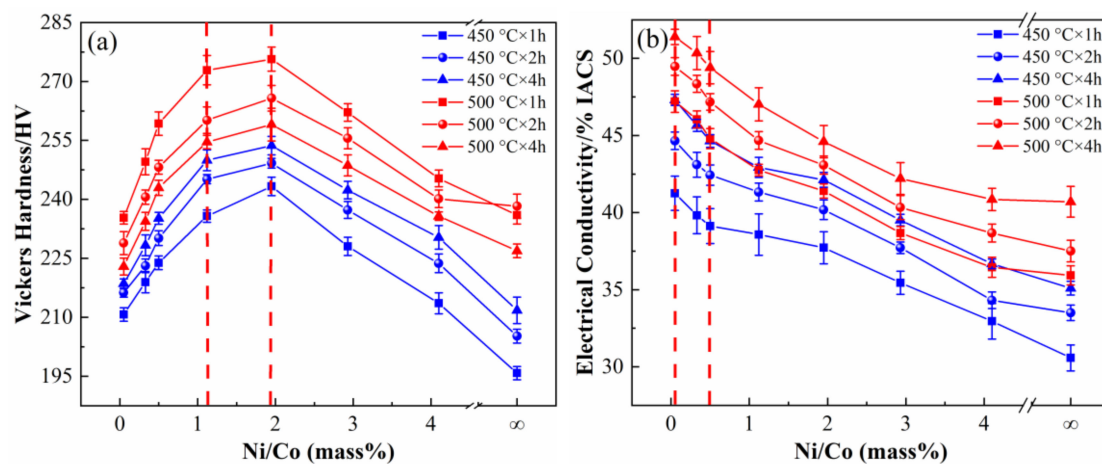 (a)
450 °C×1h
450 °C×2h
450 °C×4h
500 °C×1h
500 °C×2h
500 °C×4h
285
270
255
240
225
210
195
Vickers Hardness/HV
0 1 2 3 4 ∞
Ni/Co (mass%)
(b)
450 °C×1h
450 °C×2h
450 °C×4h
500 °C×1h
500 °C×2h
500 °C×4h
50
45
40
35
30
Electrical Conductivity/% IACS
0 1 2 3 4 ∞
Ni/Co (mass%)